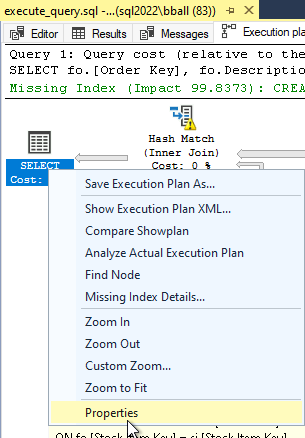 execute_query.sql - ...(sql2022\bball (83))
Editor Results Messages Execution pla
Query 1: Query cost (relative to the
SELECT fo.[Order Key], fo.Descriptio
Missing Index (Impact 99.8373): CREA
Hash Match
(Inner Join)
Cost: 0 %
SELECT
Cost:
Save Execution Plan As...
Show Execution Plan XML...
Compare Showplan
Analyze Actual Execution Plan
Find Node
Missing Index Details...
Zoom In
Zoom Out
Custom Zoom...
Zoom to Fit
Properties
ON fo.[Stock Item Key] = si.[Stock Item Key]